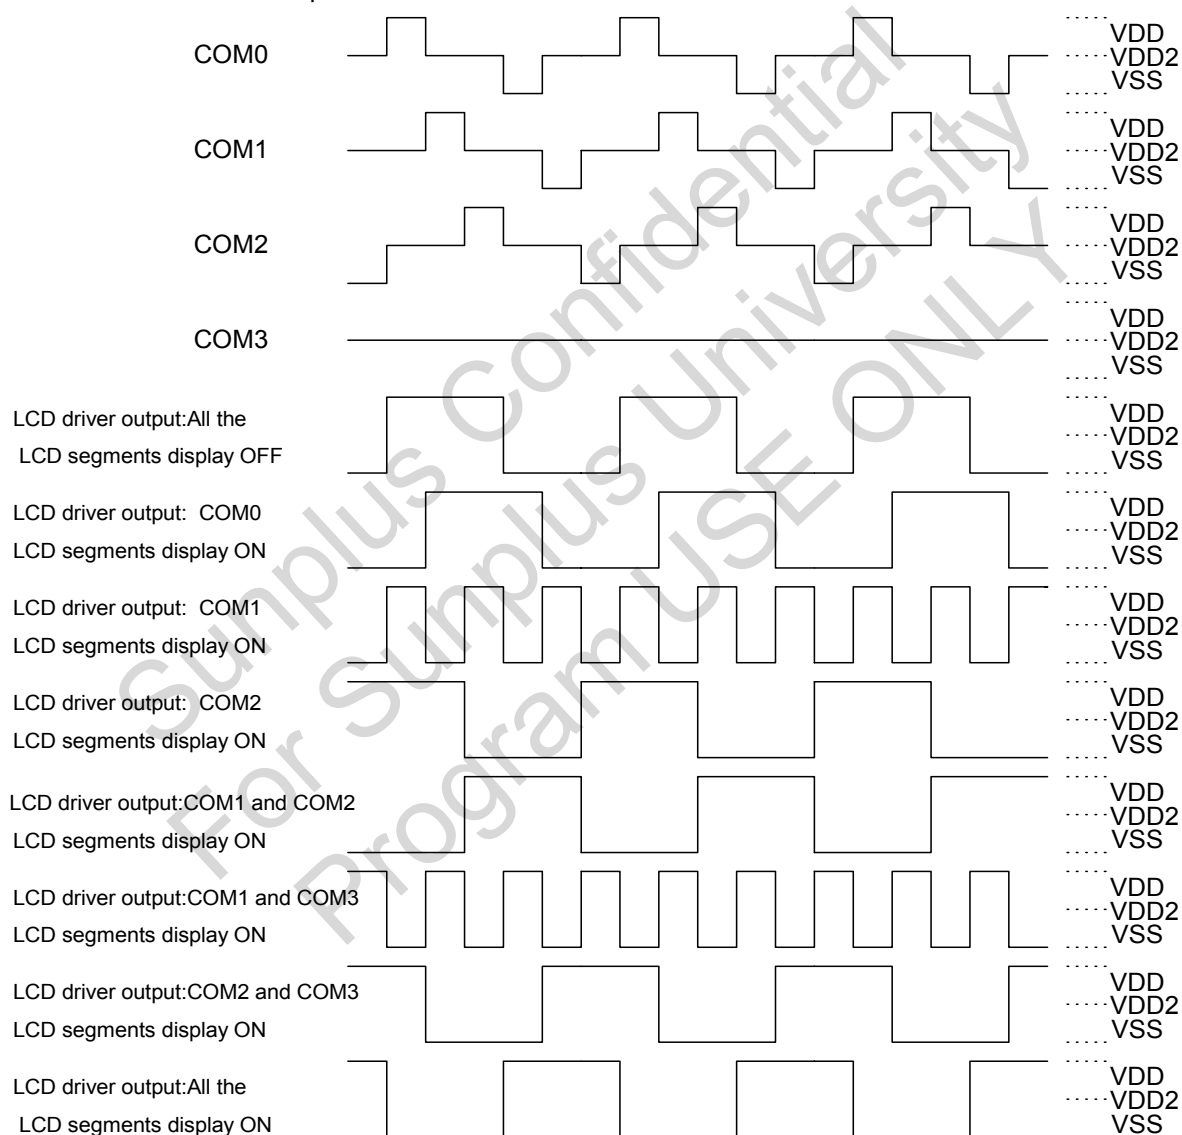 COM0
VDD
VDD2
VSS
COM1
VDD
VDD2
VSS
COM2
VDD
VDD2
VSS
COM3
VDD
VDD2
VSS
LCD driver output:All the
LCD segments display OFF
VDD
VDD2
VSS
LCD driver output: COM0
LCD segments display ON
VDD
VDD2
VSS
LCD driver output: COM1
LCD segments display ON
VDD
VDD2
VSS
LCD driver output: COM2
LCD segments display ON
VDD
VDD2
VSS
LCD driver output:COM1 and COM2
LCD segments display ON
VDD
VDD2
VSS
LCD driver output:COM1 and COM3
LCD segments display ON
VDD
VDD2
VSS
LCD driver output:COM2 and COM3
LCD segments display ON
VDD
VDD2
VSS
LCD driver output:All the
LCD segments display ON
VDD
VDD2
VSS
Sunplus Confidential
For Sunplus University
Program USE ONLY